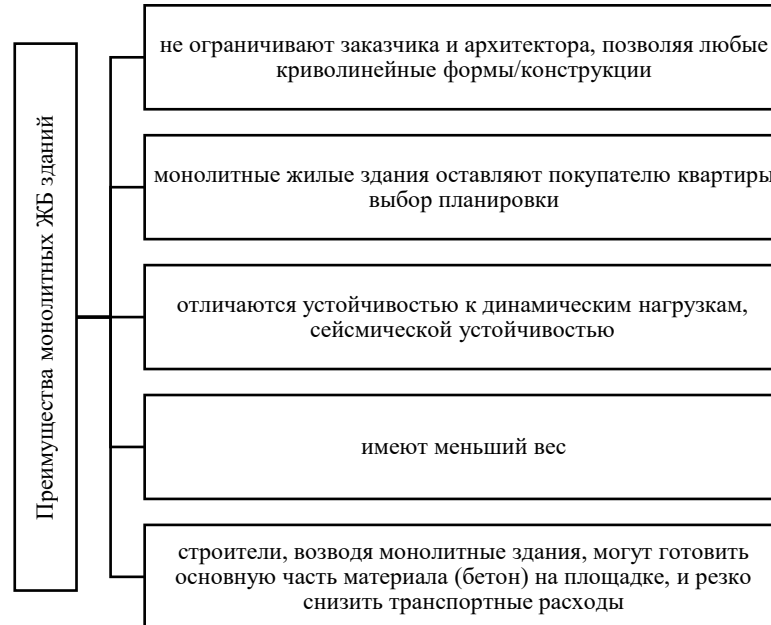 Преимущества монолитных ЖБ зданий
не ограничивают заказчика и архитектора, позволяя любые
криволинейные формы/конструкции
монолитные жилые здания оставляют покупателю квартиры
выбор планировки
отличаются устойчивостью к динамическим нагрузкам,
сейсмической устойчивостью
имеют меньший вес
строители, возводя монолитные здания, могут готовить
основную часть материала (бетон) на площадке, и резко
снизить транспортные расходы